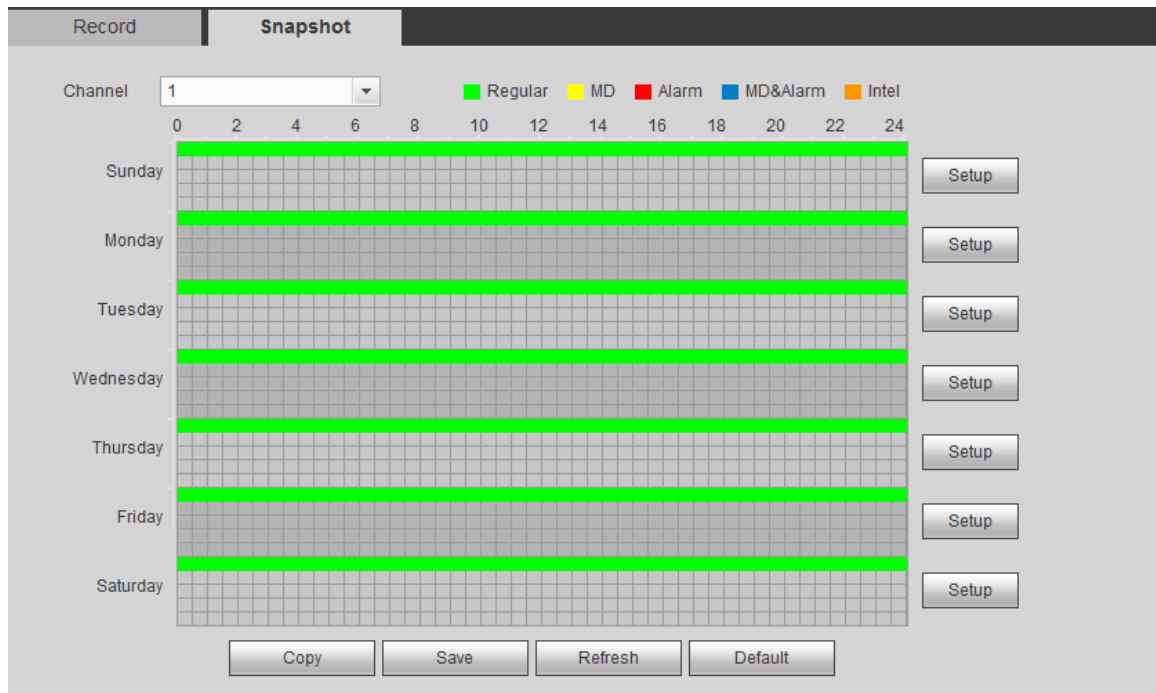 Record Snapshot
Channel 1 Regular MD Alarm MD&Alarm Intel
0 2 4 6 8 10 12 14 16 18 20 22 24
Sunday Setup
Monday Setup
Tuesday Setup
Wednesday Setup
Thursday Setup
Friday Setup
Saturday Setup
Copy Save Refresh Default